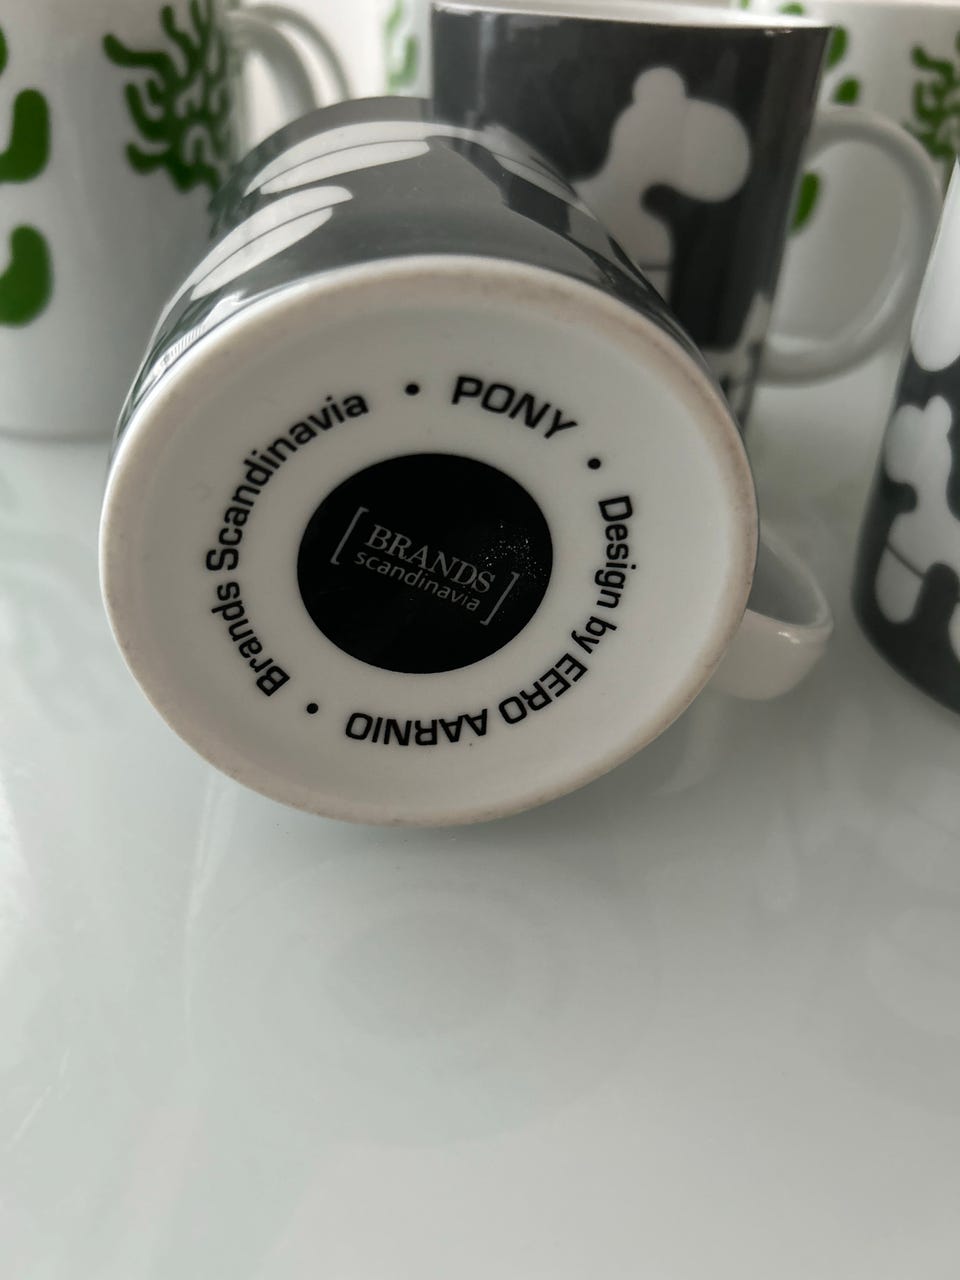 • PONY • Design by EERO AARNIO • Brands Scandinavia
[BRANDS
scandinavia]